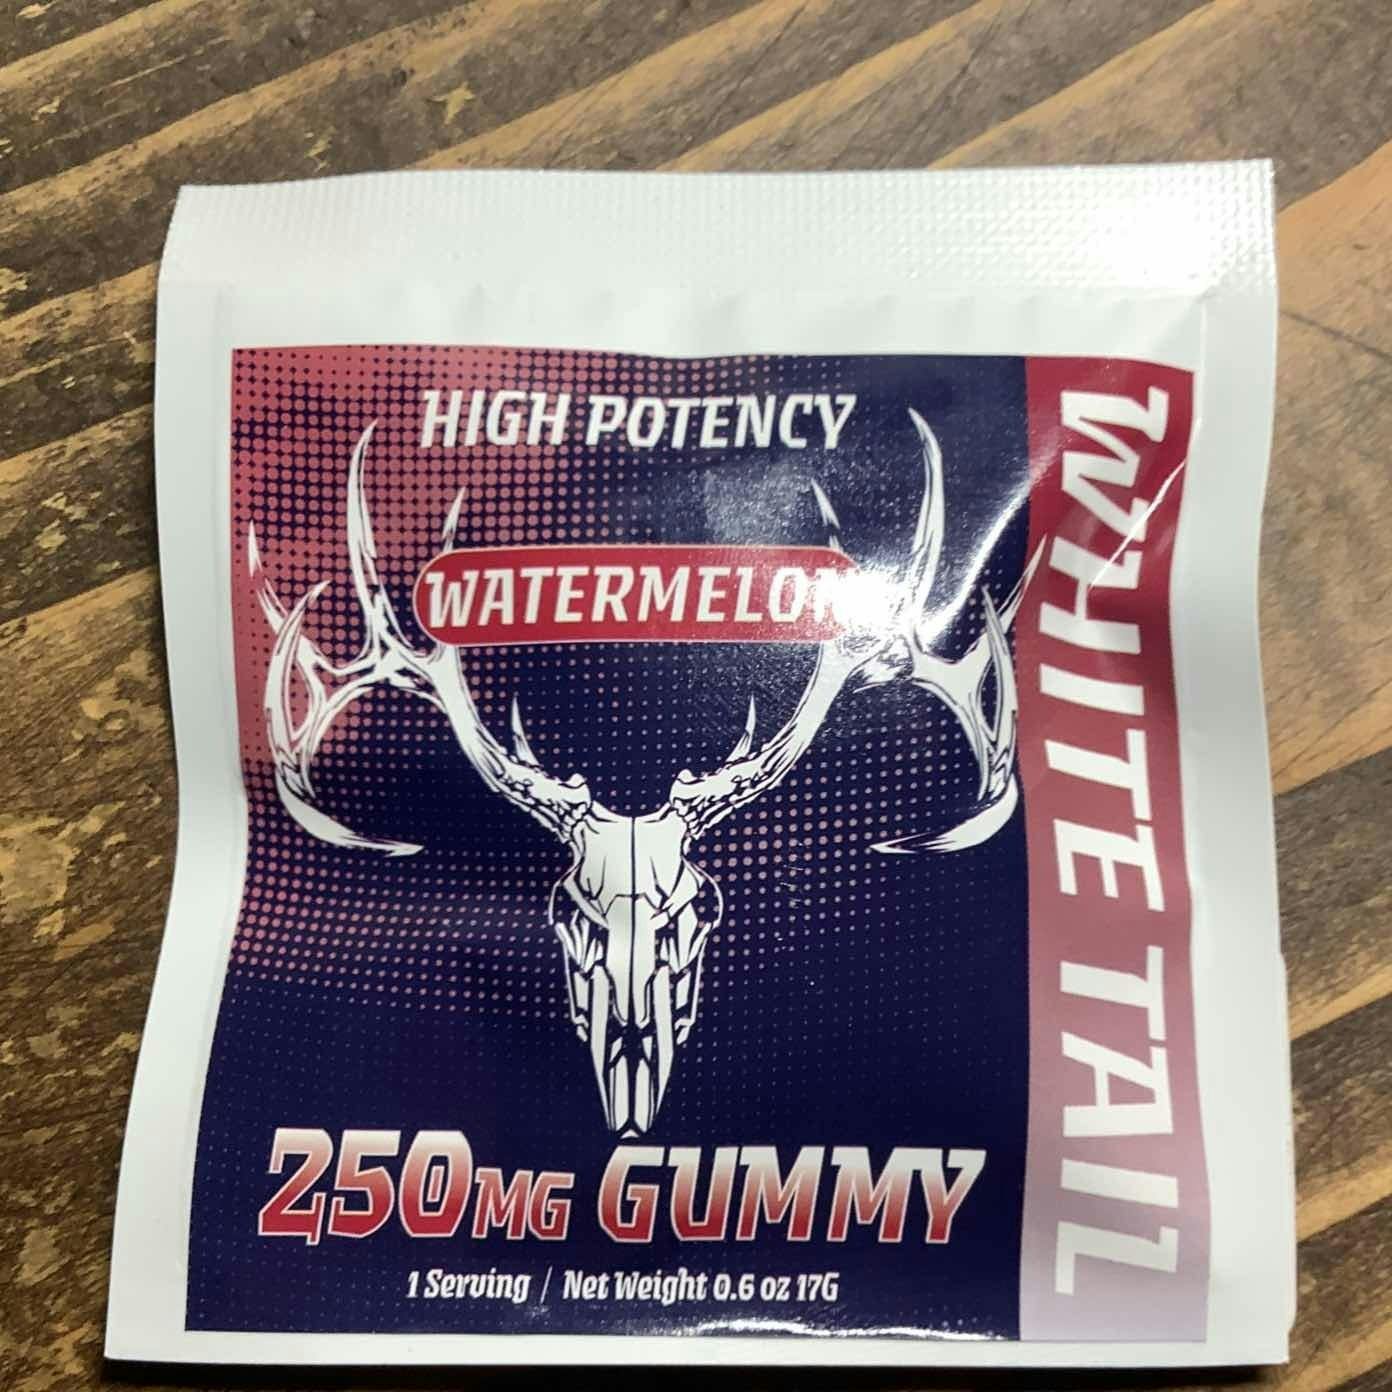 HIGH POTENCY
WATERMELON
250MG GUMMY
1 Serving / Net Weight 0.6 oz 17G
WHITE TAIL